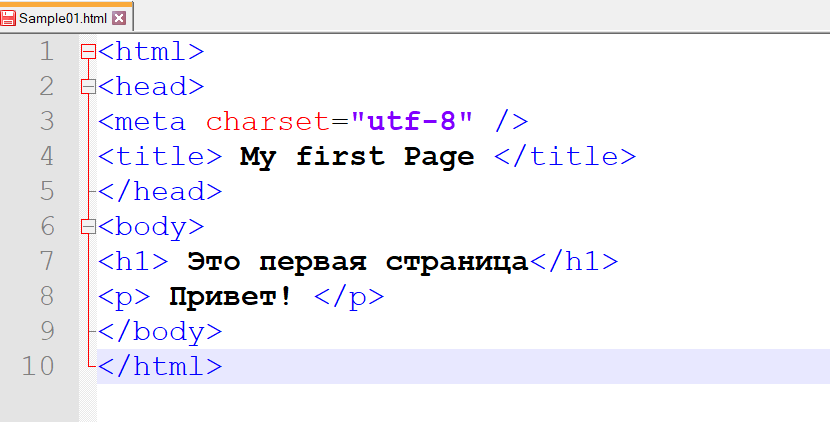 Sample01.html
1 <html>
2 <head>
3 <meta charset="utf-8" />
4 <title> My first Page </title>
5 </head>
6 <body>
7 <h1> Это первая страница</h1>
8 <p> Привет! </p>
9 </body>
10 </html>